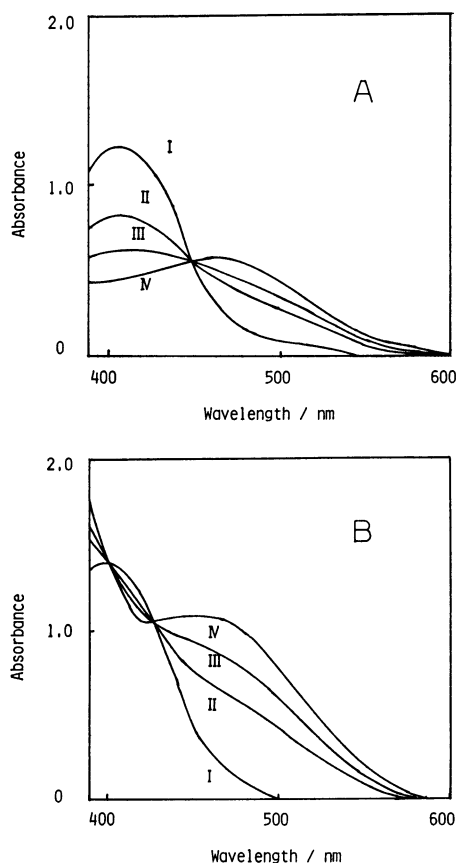 2.0
A
I
II
1.0
III
IV
0
400 500 600
Absorbance
Wavelength / nm
2.0
B
1.0
IV
III
II
I
0
400 500 600
Absorbance
Wavelength / nm